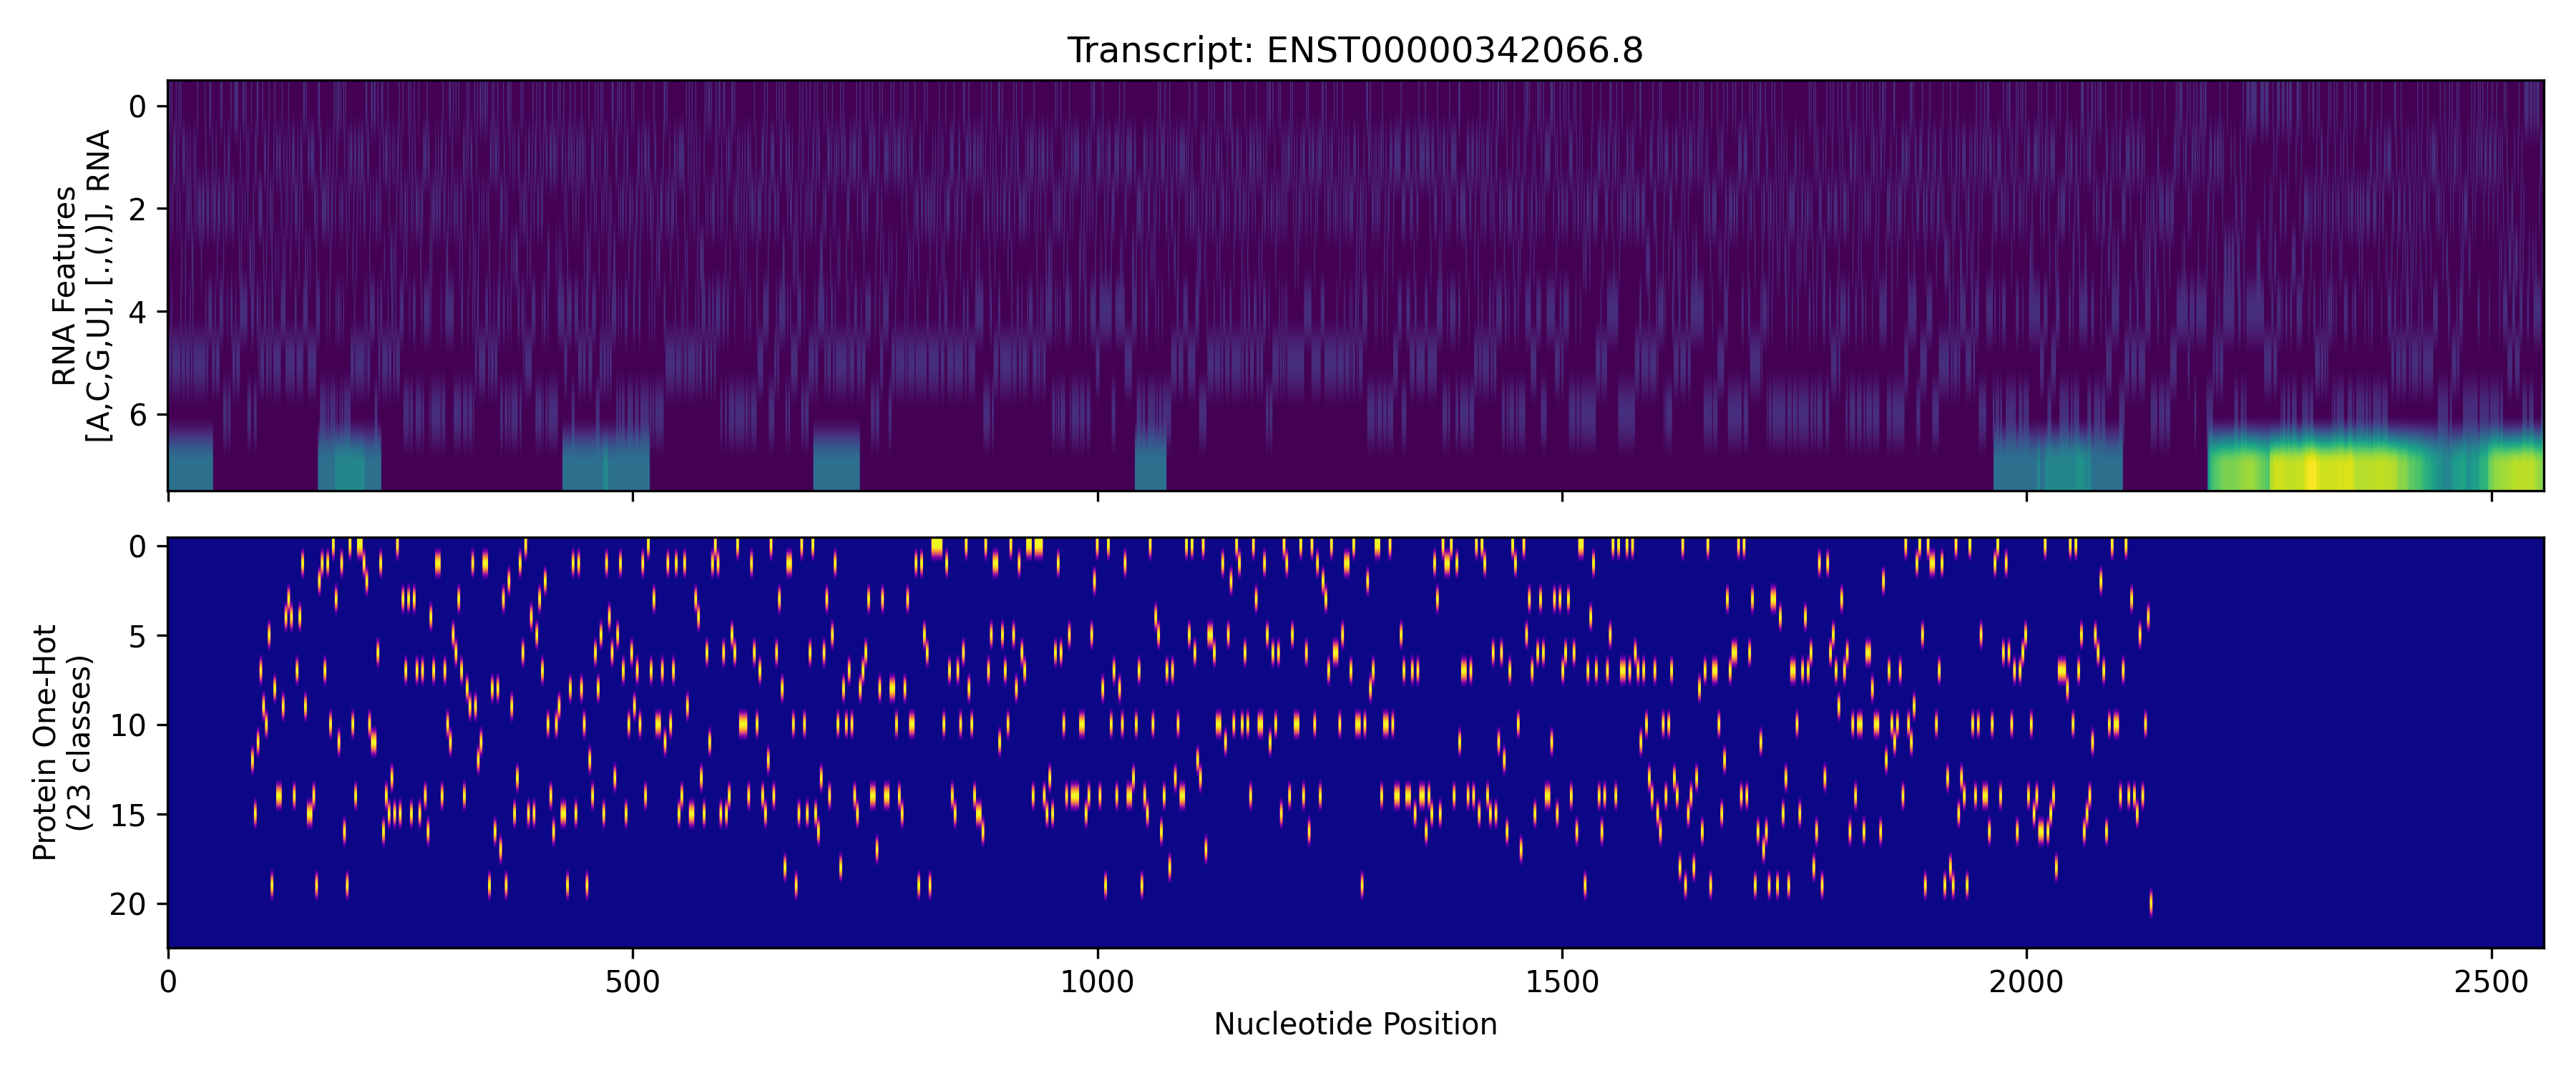 Transcript: ENST00000342066.8
RNA Features
[A,C,G,U], [.,(,)], RNA
0
2
4
6
Protein One-Hot
(23 classes)
0
5
10
15
20
0 500 1000 1500 2000 2500
Nucleotide Position